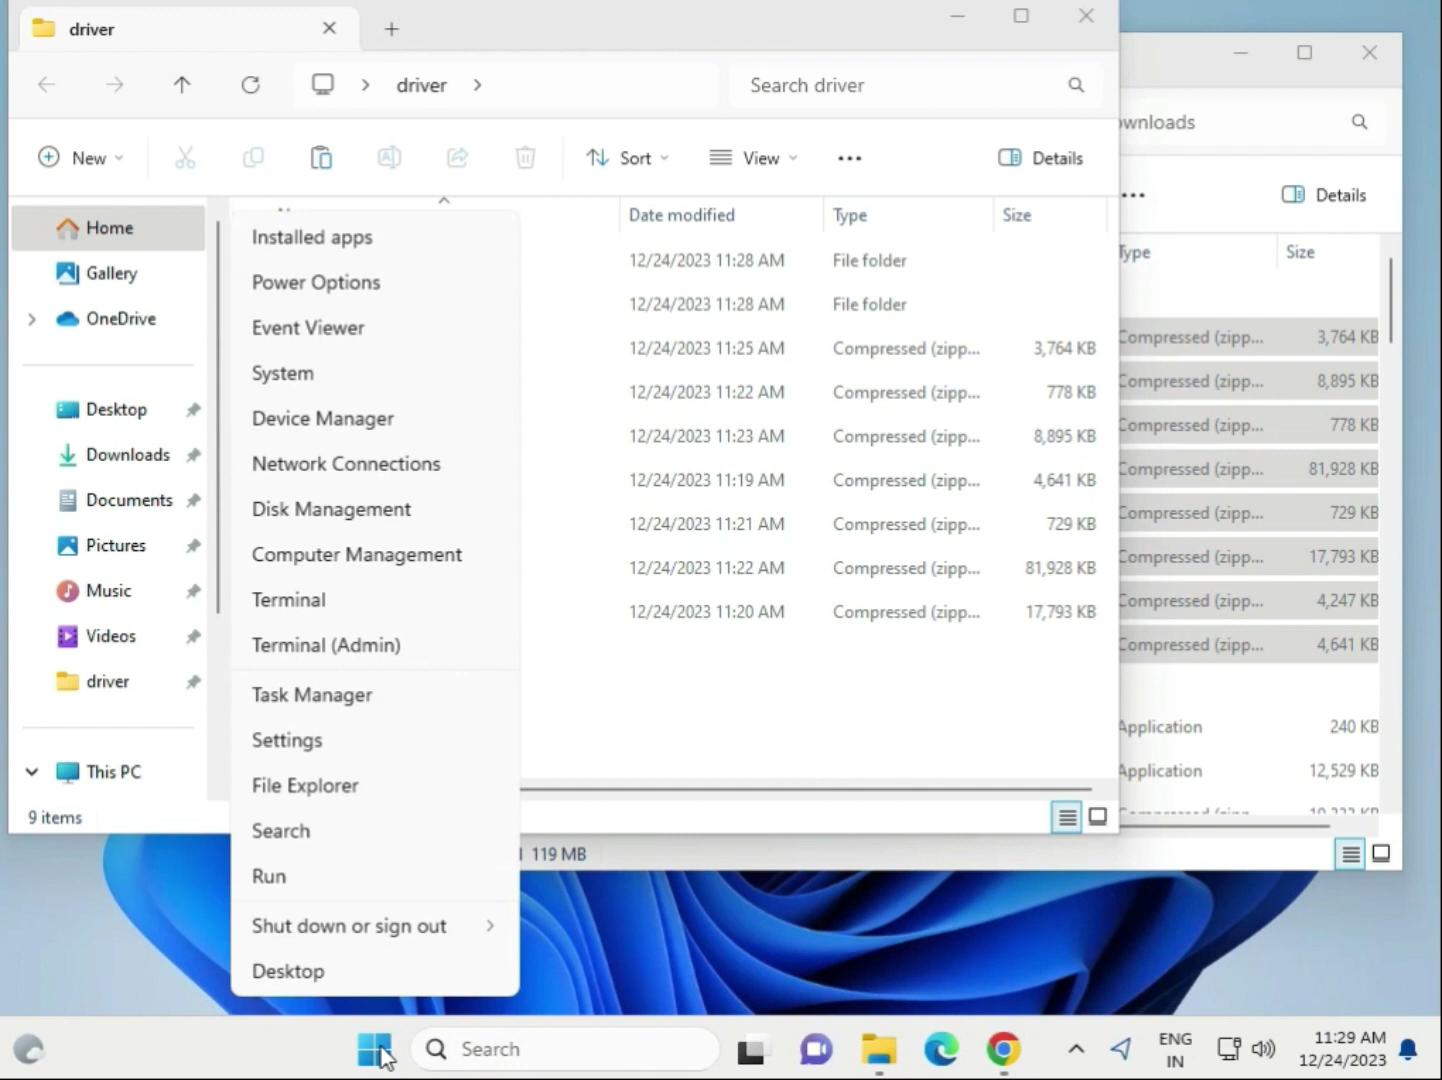 driver
driver
Search driver
ownloads
New
Sort
View
Details
Details
Home
Gallery
OneDrive
Desktop
Downloads
Documents
Pictures
Music
Videos
driver
This PC
9 items
Installed apps
Power Options
Event Viewer
System
Device Manager
Network Connections
Disk Management
Computer Management
Terminal
Terminal (Admin)
Task Manager
Settings
File Explorer
Search
Run
Shut down or sign out
Desktop
Date modified Type Size
12/24/2023 11:28 AM File folder
12/24/2023 11:28 AM File folder
12/24/2023 11:25 AM Compressed (zipp... 3,764 KB
12/24/2023 11:22 AM Compressed (zipp... 778 KB
12/24/2023 11:23 AM Compressed (zipp... 8,895 KB
12/24/2023 11:19 AM Compressed (zipp... 4,641 KB
12/24/2023 11:21 AM Compressed (zipp... 729 KB
12/24/2023 11:22 AM Compressed (zipp... 81,928 KB
12/24/2023 11:20 AM Compressed (zipp... 17,793 KB
Type Size
Compressed (zipp... 3,764 KB
Compressed (zipp... 8,895 KB
Compressed (zipp... 778 KB
Compressed (zipp... 81,928 KB
Compressed (zipp... 729 KB
Compressed (zipp... 17,793 KB
Compressed (zipp... 4,247 KB
Compressed (zipp... 4,641 KB
Application 240 KB
Application 12,529 KB
119 MB
Search
ENG
IN
11:29 AM
12/24/2023